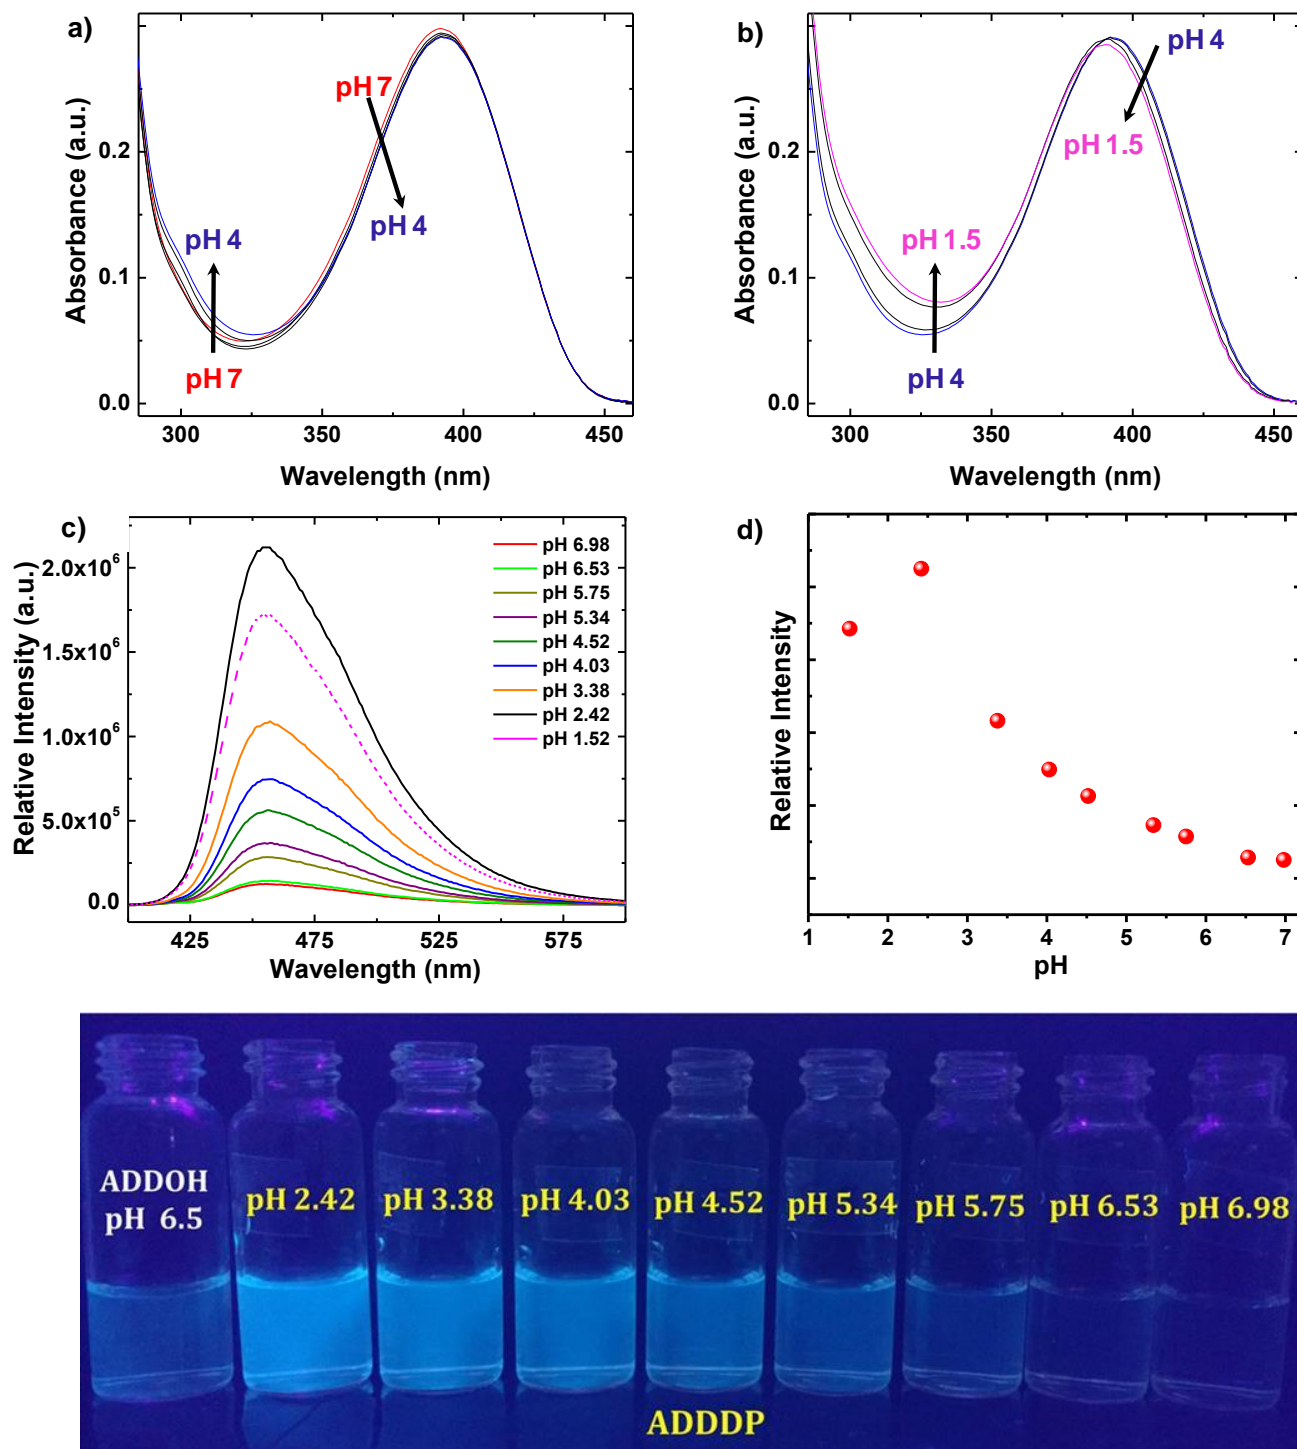 a)
Absorbance (a.u.)
0.2
0.1
0.0
pH 7
pH 4
pH 4
pH 7
300
350
400
450
Wavelength (nm)
b)
Absorbance (a.u.)
0.2
0.1
0.0
pH 4
pH 1.5
pH 1.5
pH 4
300
350
400
450
Wavelength (nm)
c)
Relative Intensity (a.u.)
2.0x10⁶
1.5x10⁶
1.0x10⁶
5.0x10⁵
0.0
pH 6.98
pH 6.53
pH 5.75
pH 5.34
pH 4.52
pH 4.03
pH 3.38
pH 2.42
pH 1.52
425
475
525
575
Wavelength (nm)
d)
Relative Intensity
1
2
3
4
5
6
7
pH
ADDOH
pH 6.5
pH 2.42
pH 3.38
pH 4.03
pH 4.52
pH 5.34
pH 5.75
pH 6.53
pH 6.98
ADDDP